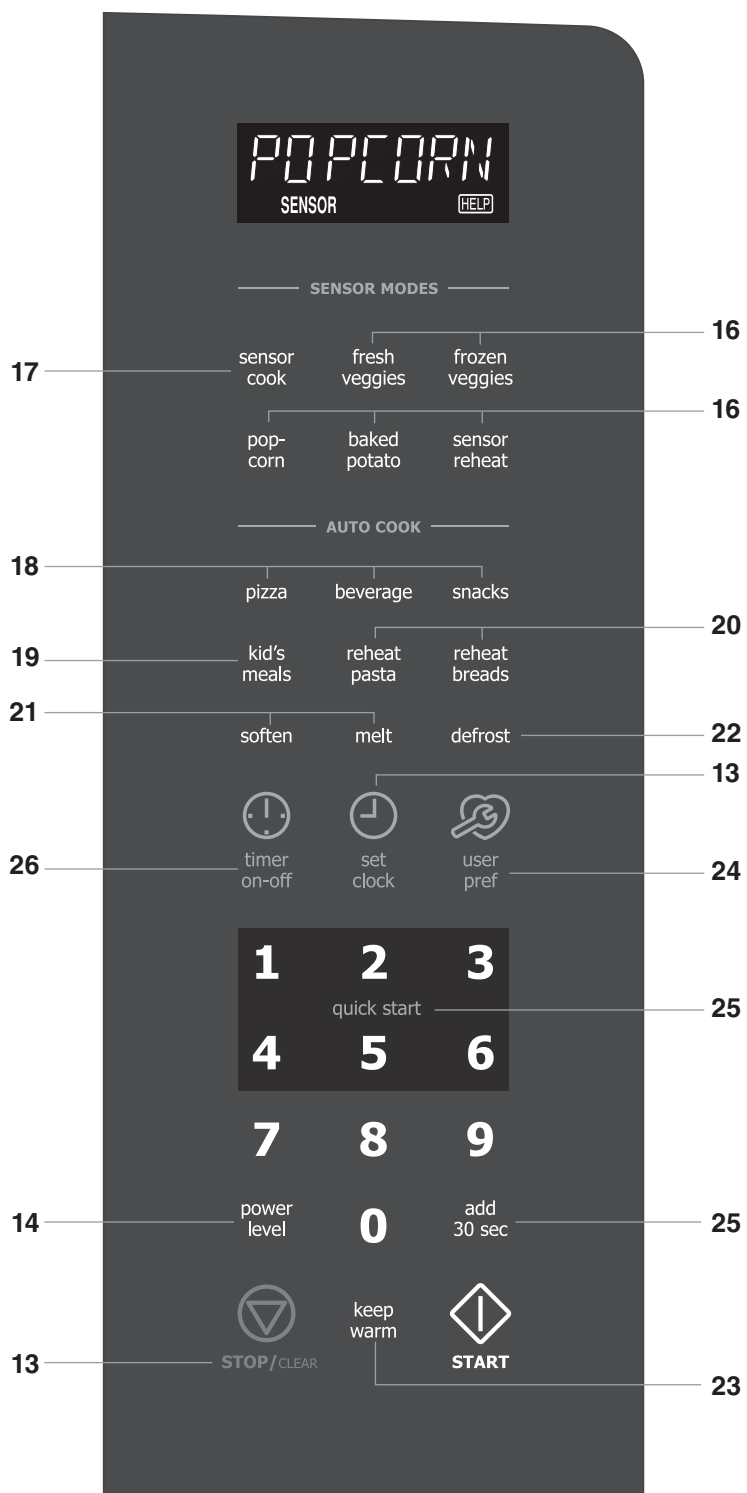 POPCORN
SENSOR HELP
SENSOR MODES
16
17
sensor cook
fresh veggies
frozen veggies
16
pop-corn
baked potato
sensor reheat
AUTO COOK
18
pizza beverage snacks
20
19
kid's meals
reheat pasta
reheat breads
21
soften melt defrost
22
13
26
timer on-off
set clock
user pref
24
1 2 3
quick start
25
4 5 6
7 8 9
14
power level
0
add 30 sec
25
keep warm
13
STOP/CLEAR
START
23